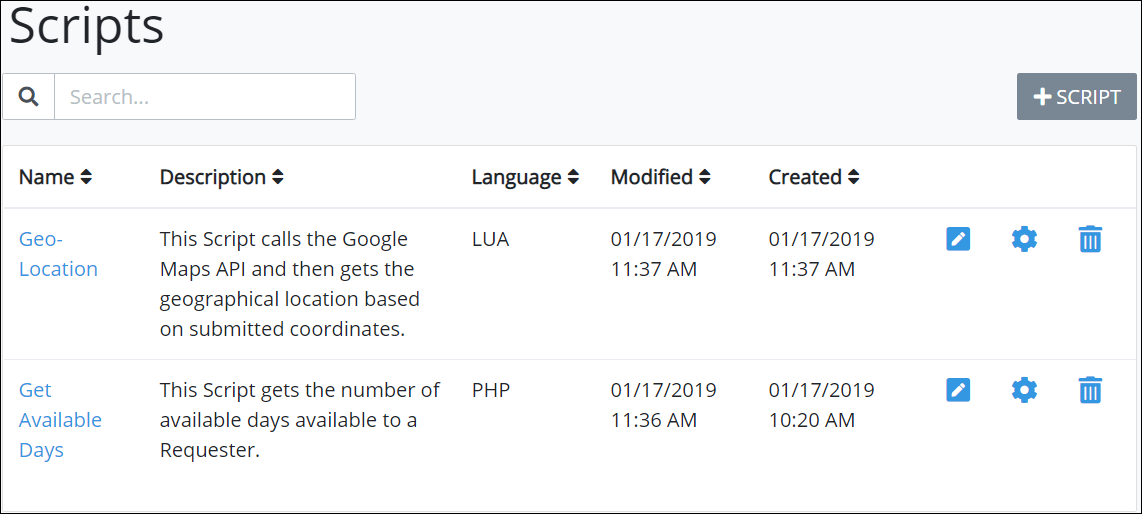 Scripts
Search...
SCRIPT
Name Description Language Modified Created
Geo- This Script calls the Google LUA 01/17/2019 01/17/2019
Location Maps API and then gets the 11:37 AM 11:37 AM
geographical location based
on submitted coordinates.
Get This Script gets the number of PHP 01/17/2019 01/17/2019
Available available days available to a 11:36 AM 10:20 AM
Days Requester.